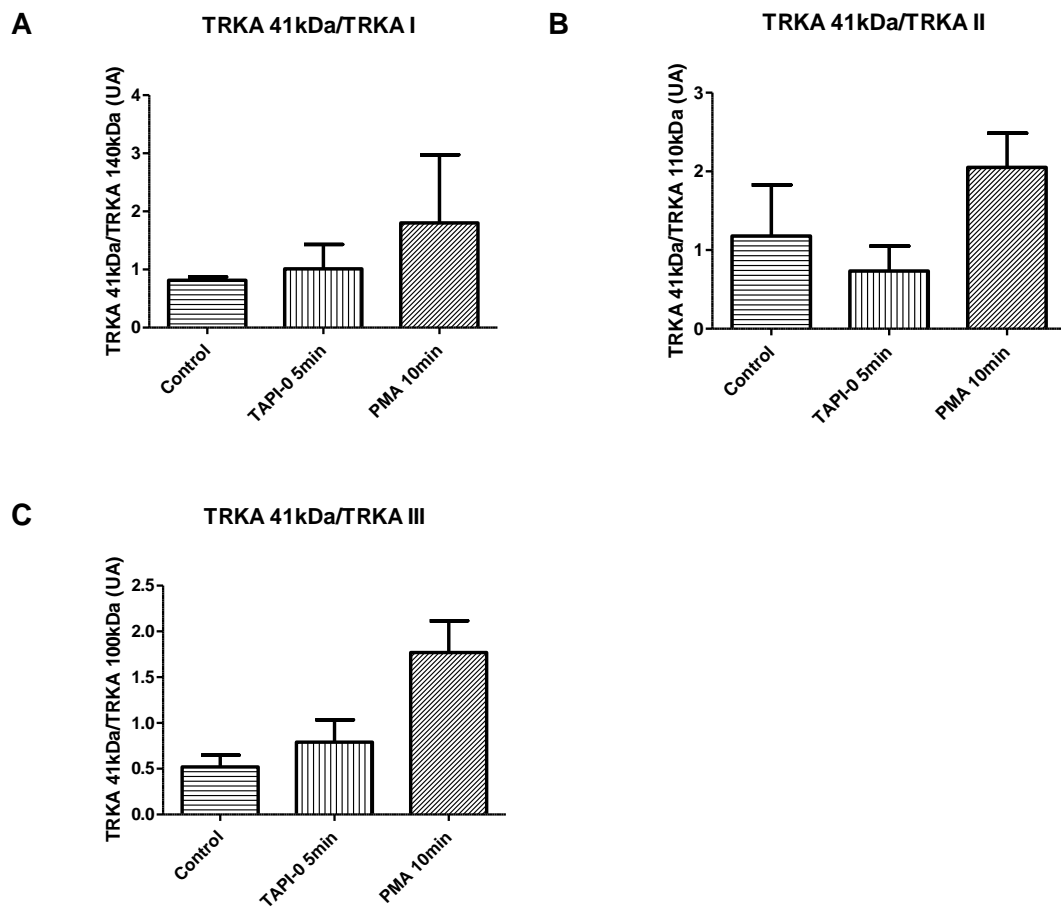 A
TRKA 41kDa/TRKA I
TRKA 41kDa/TRKA 140kDa (UA)
4
3
2
1
0
Control
TAPI-0 5min
PMA 10min
B
TRKA 41kDa/TRKA II
TRKA 41kDa/TRKA 110kDa (UA)
3
2
1
0
Control
TAPI-0 5min
PMA 10min
C
TRKA 41kDa/TRKA III
TRKA 41kDa/TRKA 100kDa (UA)
2.5
2.0
1.5
1.0
0.5
0.0
Control
TAPI-0 5min
PMA 10min